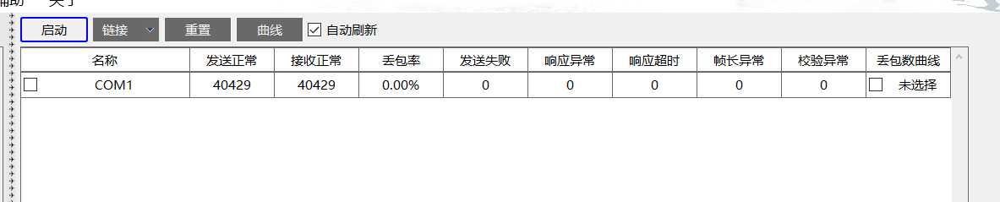 启动 链接 重置 曲线 自动刷新
名称 发送正常 接收正常 丢包率 发送失败 响应异常 响应超时 帧长异常 校验异常 丢包数曲线
COM1 40429 40429 0.00% 0 0 0 0 0 未选择